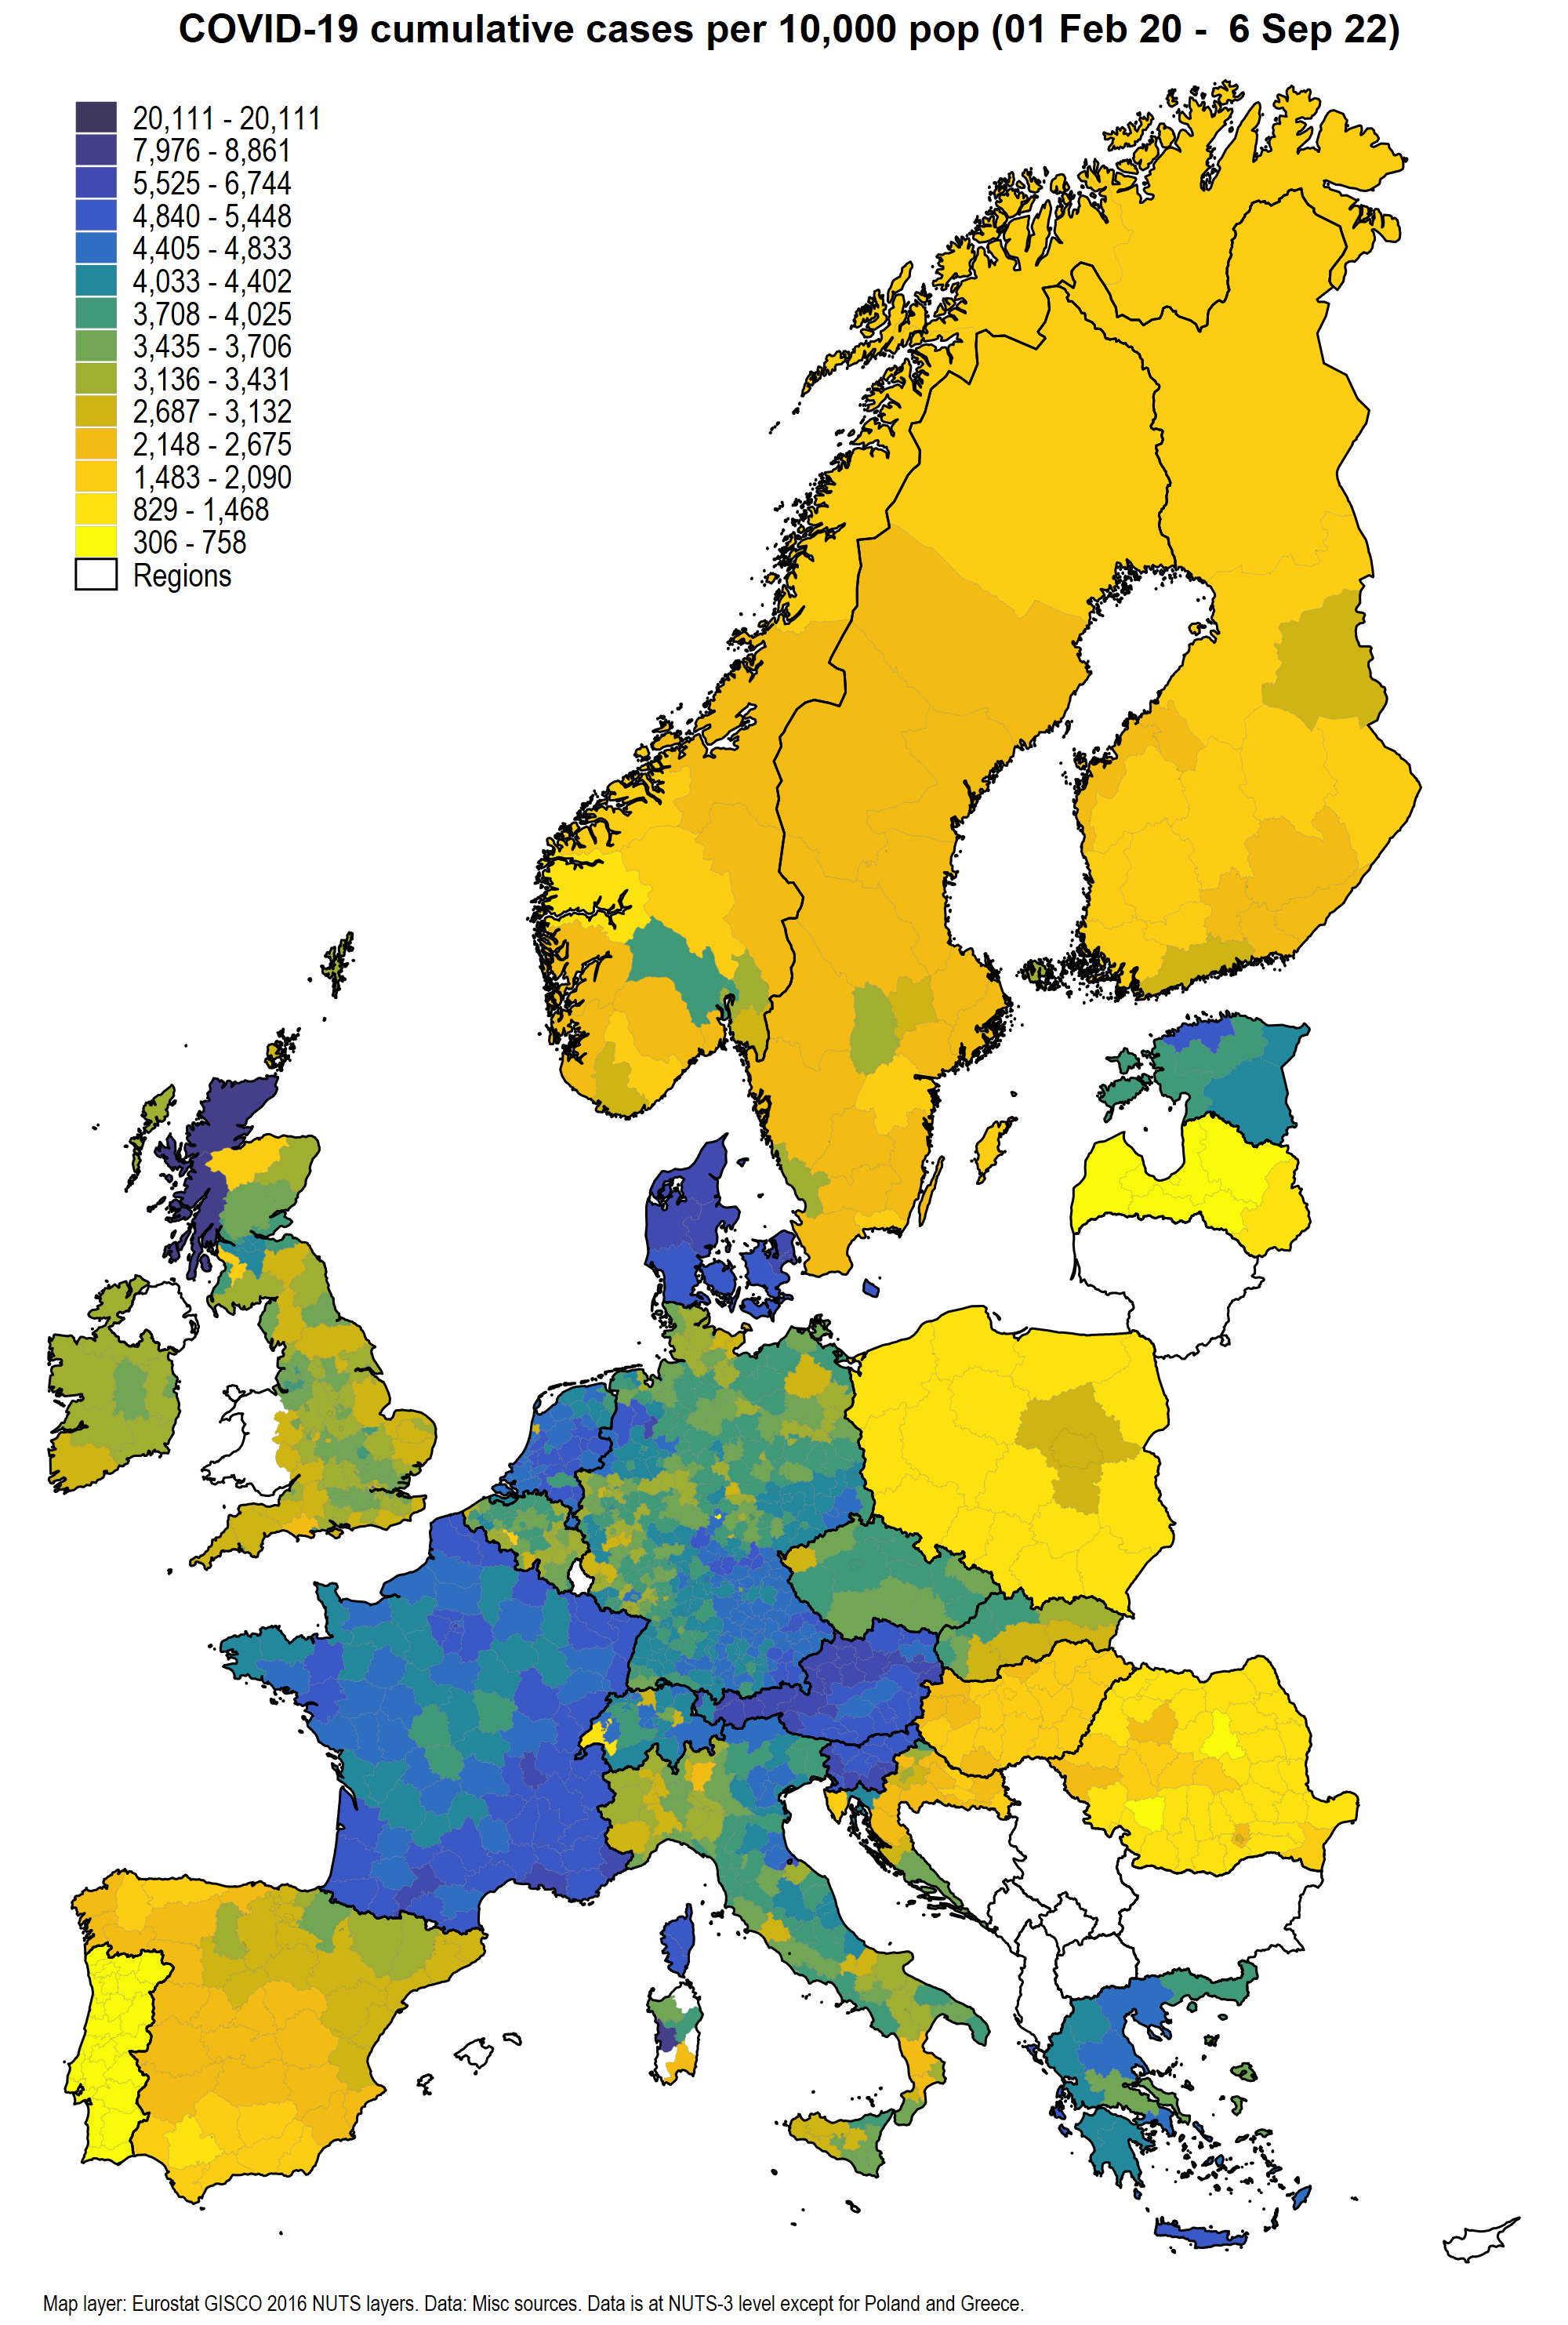 COVID-19 cumulative cases per 10,000 pop (01 Feb 20 -  6 Sep 22)
20,111 - 20,111
7,976 - 8,861
5,525 - 6,744
4,840 - 5,448
4,405 - 4,833
4,033 - 4,402
3,708 - 4,025
3,435 - 3,706
3,136 - 3,431
2,687 - 3,132
2,148 - 2,675
1,483 - 2,090
829 - 1,468
306 - 758
Regions
Map layer: Eurostat GISCO 2016 NUTS layers. Data: Misc sources. Data is at NUTS-3 level except for Poland and Greece.